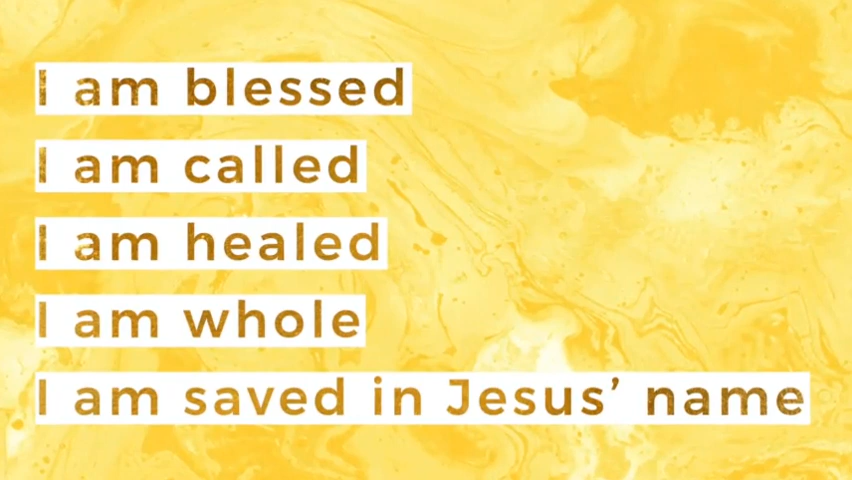 I am blessed
I am called
I am healed
I am whole
I am saved in Jesus’ name